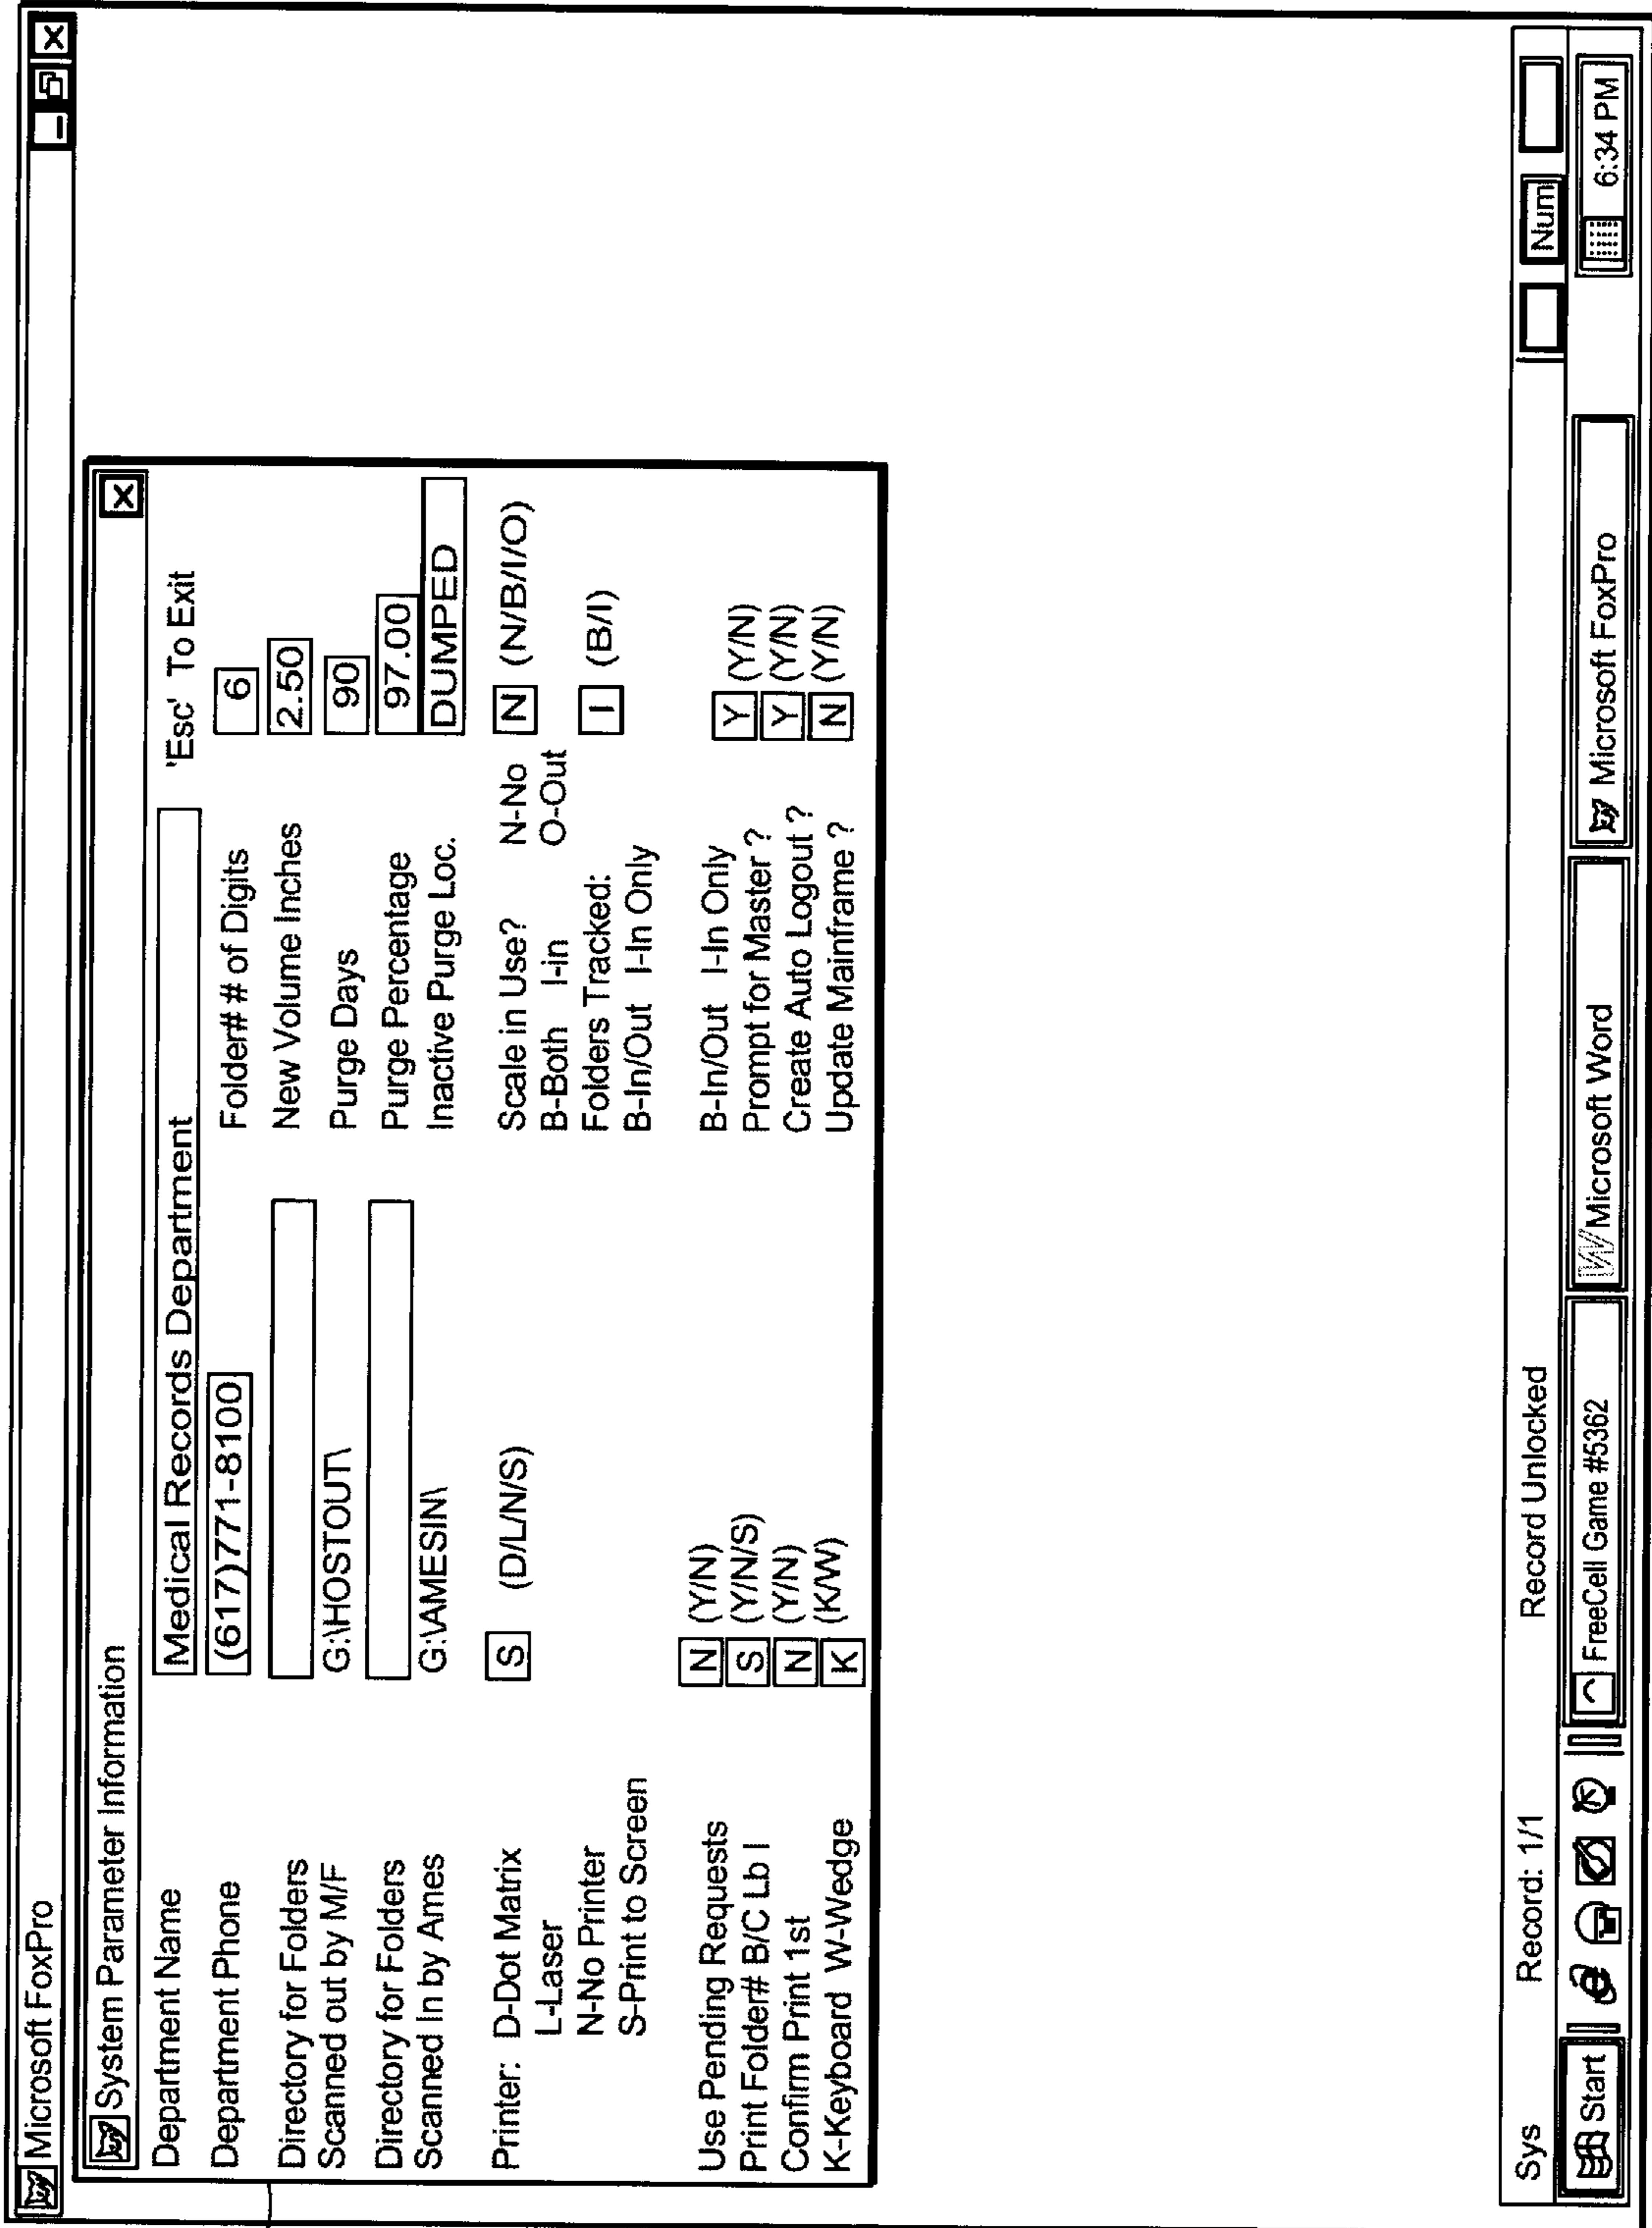 Microsoft FoxPro
System Parameter Information
Department Name Medical Records Department 'Esc' To Exit
Department Phone (617)771-8100 Folder# # of Digits 6
Directory for Folders New Volume Inches 2.50
Scanned out by M/F G:\HOSTOUT\ Purge Days 90
Directory for Folders Purge Percentage 97.00
Scanned In by Ames G:\AMESIN\ Inactive Purge Loc. DUMPED
Printer: D-Dot Matrix S (D/L/N/S) Scale in Use? N-No N (N/B/I/O)
L-Laser B-Both I-in O-Out
N-No Printer Folders Tracked: I (B/I)
S-Print to Screen B-In/Out I-In Only
Use Pending Requests N (Y/N) B-In/Out I-In Only
Print Folder# B/C Lb l S (Y/N/S) Prompt for Master ? Y (Y/N)
Confirm Print 1st N (Y/N) Create Auto Logout ? Y (Y/N)
K-Keyboard W-Wedge K (K/W) Update Mainframe ? N (Y/N)
Sys Record: 1/1 Record Unlocked Num
Start FreeCell Game #5362 Microsoft Word Microsoft FoxPro 6:34 PM